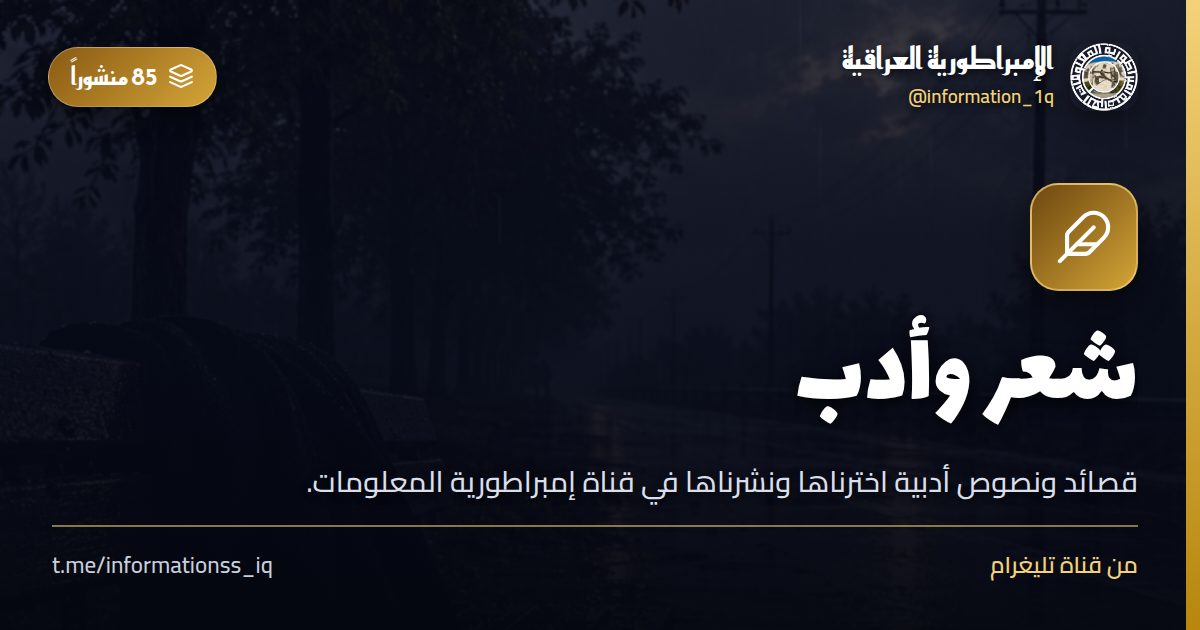 الإمبراطورية العراقية
@information_1q
85 منشوراً
شعر وأدب
قصائد ونصوص أدبية اخترناها ونشرناها في قناة إمبراطورية المعلومات.
من قناة تليغرام
t.me/informationss_iq